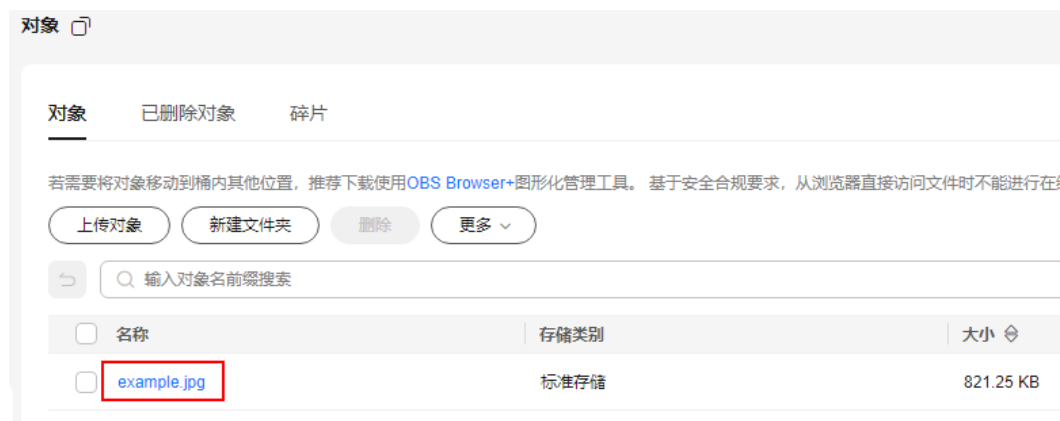 对象
对象 已删除对象 碎片
若需要将对象移动到桶内其他位置，推荐下载使用OBS Browser+图形化管理工具。 基于安全合规要求，从浏览器直接访问文件时不能进行在
上传对象 新建文件夹 删除 更多
输入对象名前缀搜索
名称 存储类别 大小
example.jpg 标准存储 821.25 KB